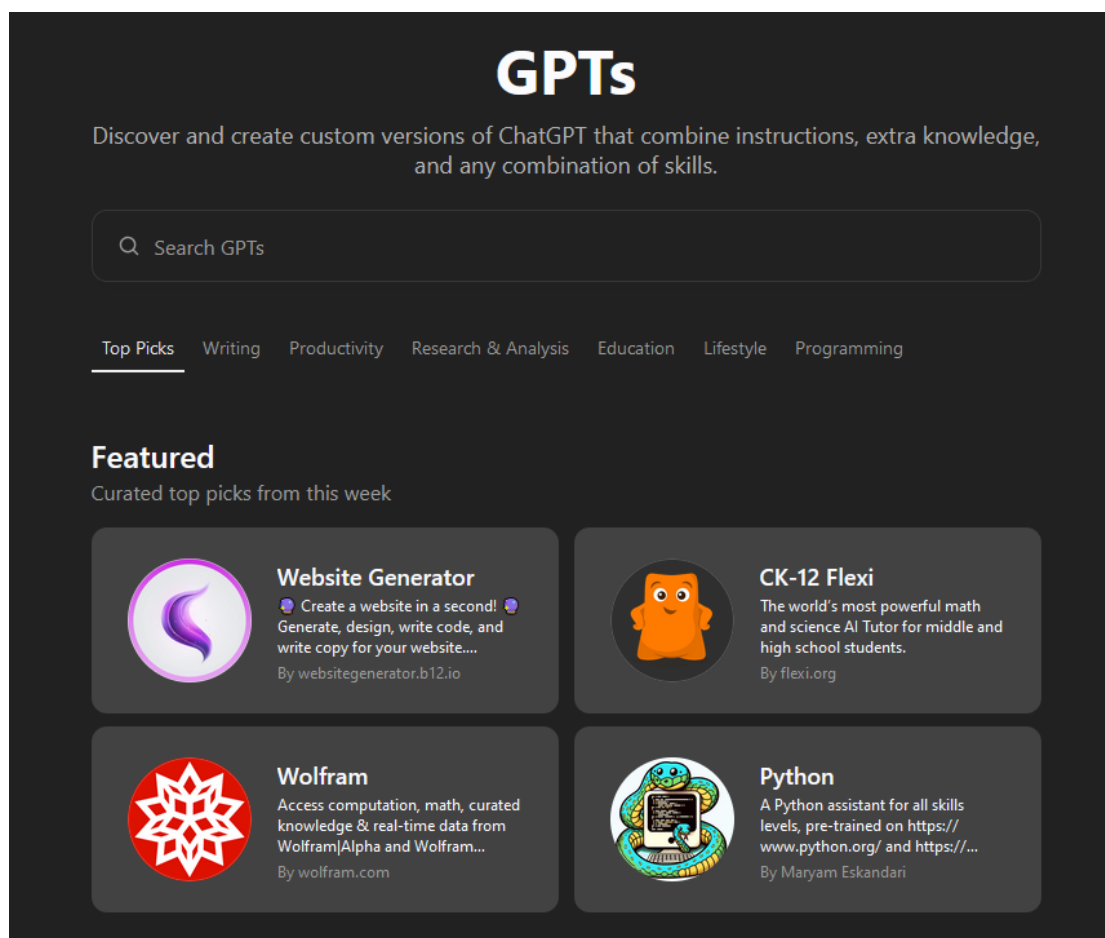 GPTs
Discover and create custom versions of ChatGPT that combine instructions, extra knowledge,
and any combination of skills.
Search GPTs
Top Picks Writing Productivity Research & Analysis Education Lifestyle Programming
Featured
Curated top picks from this week
Website Generator
🔮 Create a website in a second! 🔮
Generate, design, write code, and
write copy for your website....
By websitegenerator.b12.io
CK-12 Flexi
The world’s most powerful math
and science AI Tutor for middle and
high school students.
By flexi.org
Wolfram
Access computation, math, curated
knowledge & real-time data from
Wolfram|Alpha and Wolfram...
By wolfram.com
Python
A Python assistant for all skills
levels, pre-trained on https://
www.python.org/ and https://...
By Maryam Eskandari